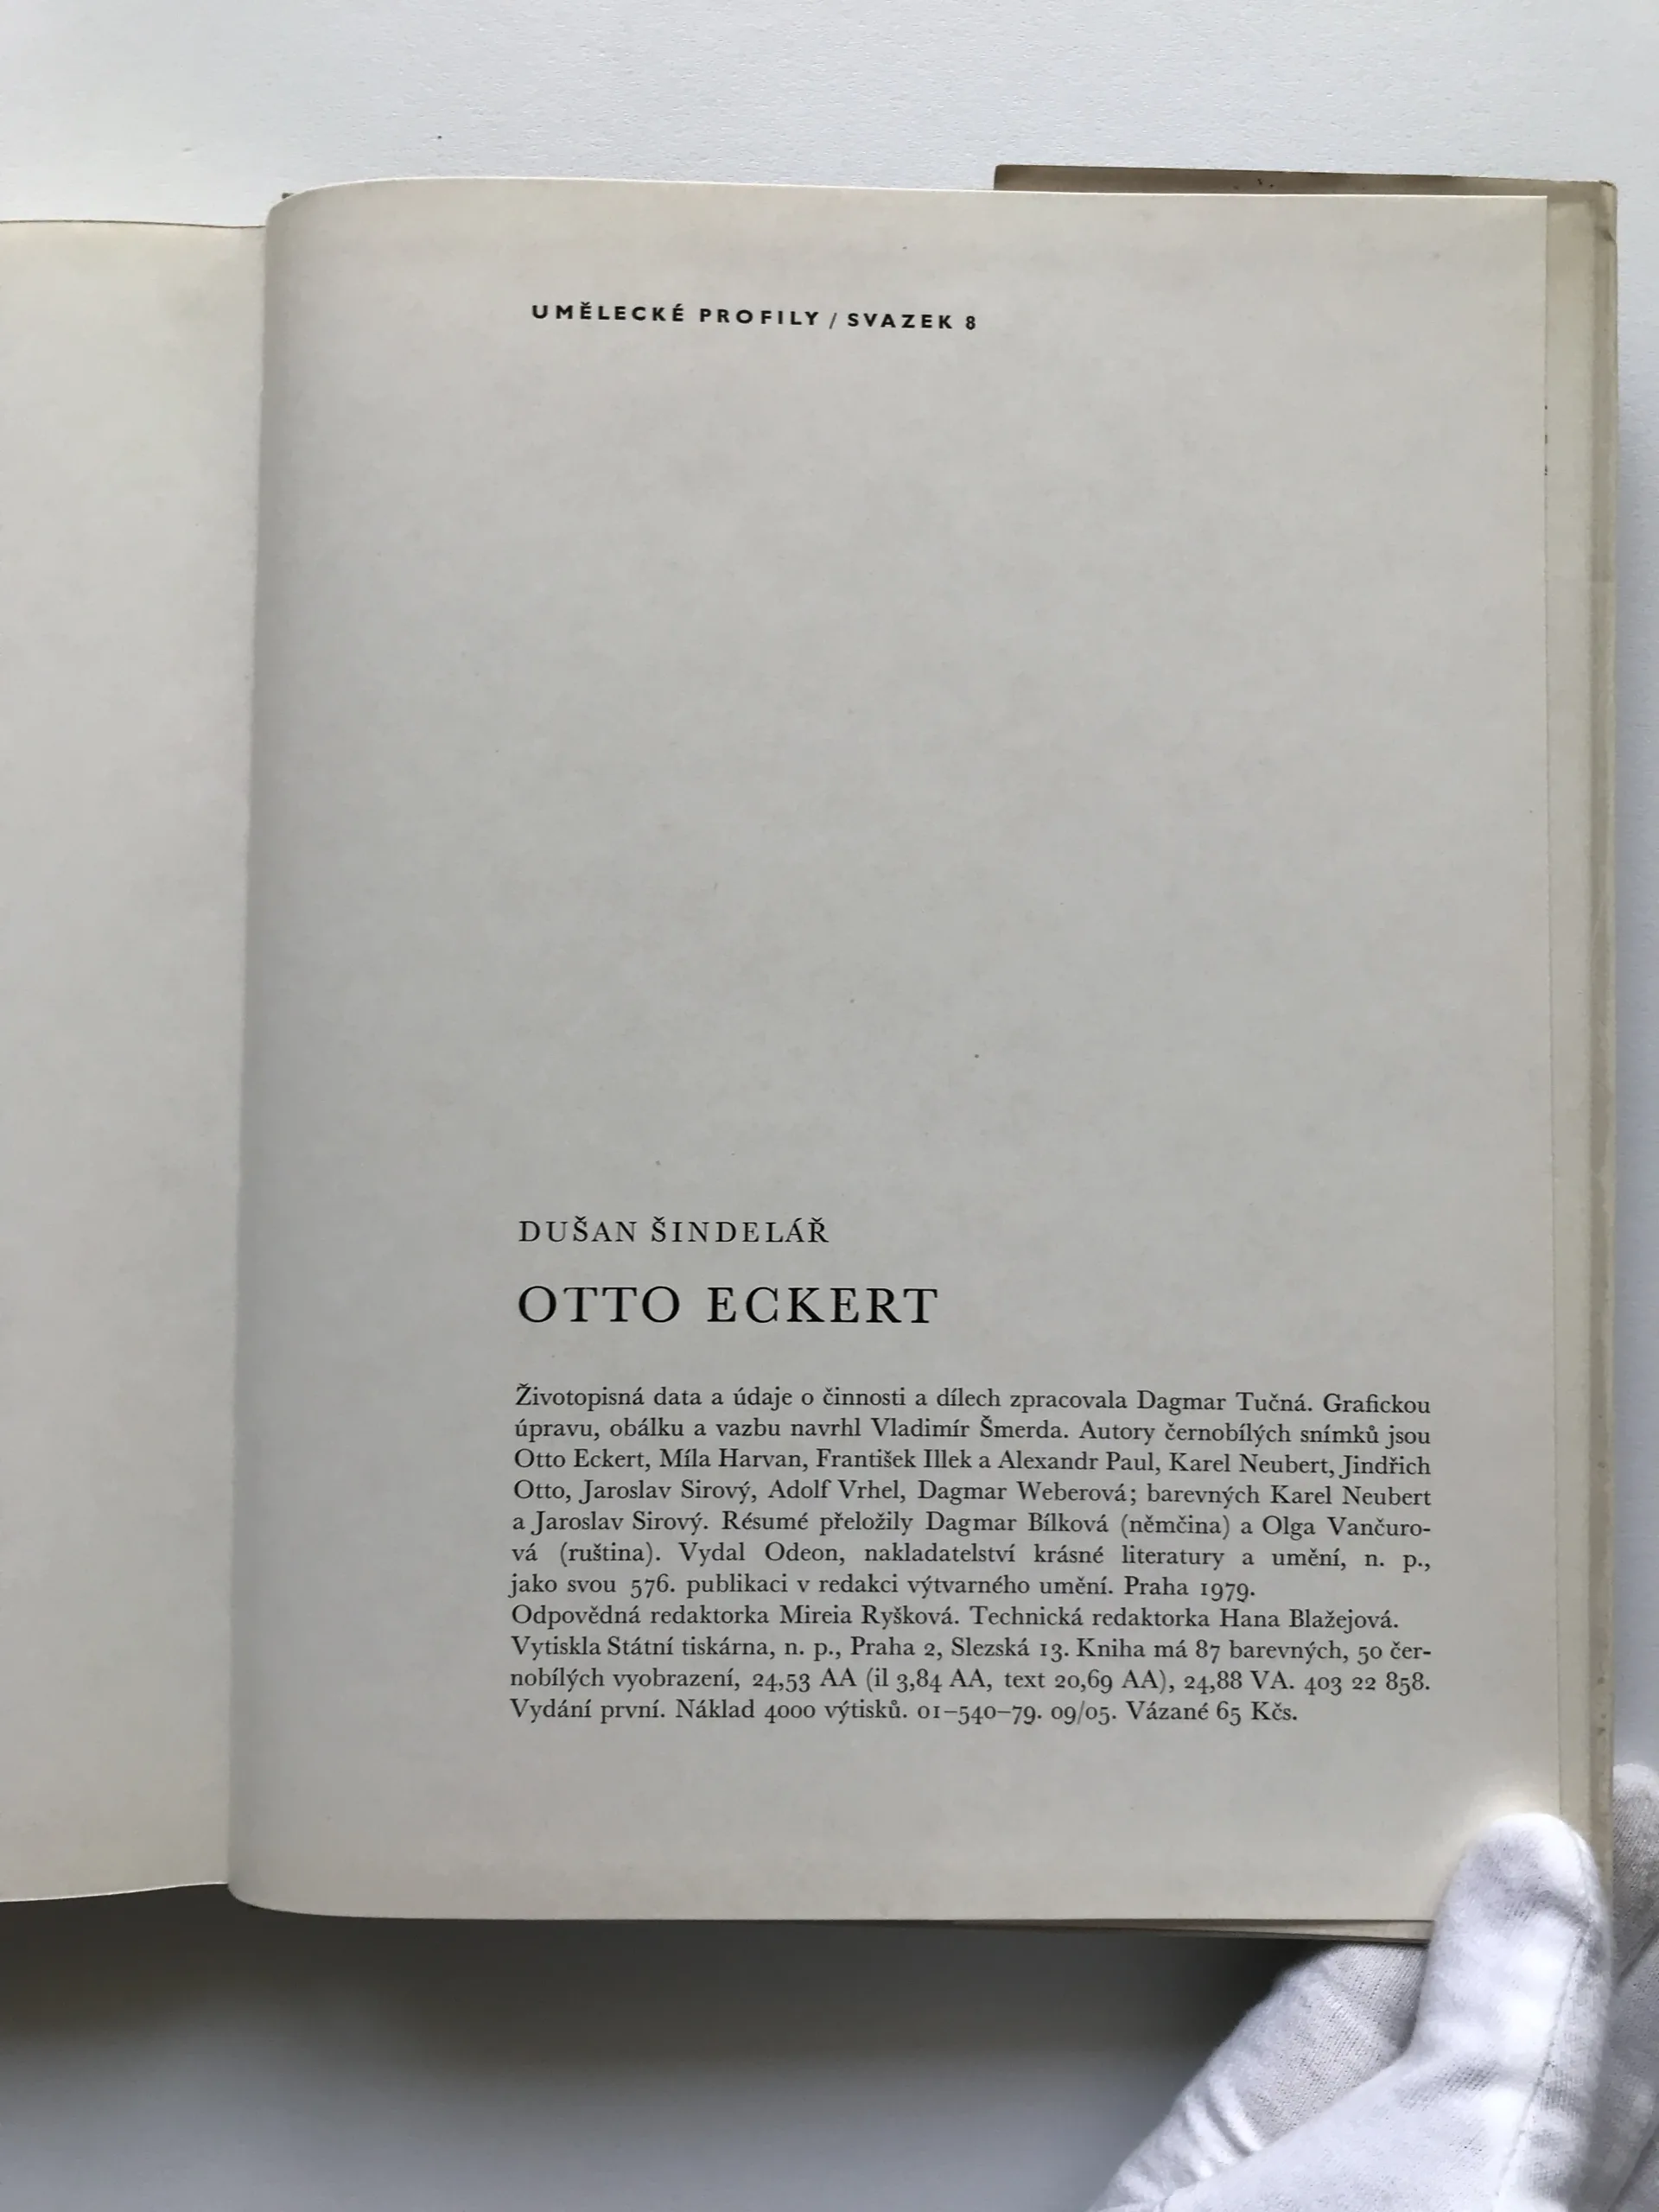 UMĚLECKÉ PROFILY / SVAZEK 8
DUŠAN ŠINDELÁŘ
OTTO ECKERT
Životopisná data a údaje o činnosti a dílech zpracovala Dagmar Tučná. Grafickou
úpravu, obálku a vazbu navrhl Vladimír Šmerda. Autory černobílých snímků jsou
Otto Eckert, Míla Harvan, František Illek a Alexandr Paul, Karel Neubert, Jindřich
Otto, Jaroslav Sirový, Adolf Vrhel, Dagmar Weberová; barevných Karel Neubert
a Jaroslav Sirový. Résumé přeložily Dagmar Bílková (němčina) a Olga Vančuro-
vá (ruština). Vydal Odeon, nakladatelství krásné literatury a umění, n. p.,
jako svou 576. publikaci v redakci výtvarného umění. Praha 1979.
Odpovědná redaktorka Mireia Ryšková. Technická redaktorka Hana Blažejová.
Vytiskla Státní tiskárna, n. p., Praha 2, Slezská 13. Kniha má 87 barevných, 50 čer-
nobílých vyobrazení, 24,53 AA (il 3,84 AA, text 20,69 AA), 24,88 VA. 403 22 858.
Vydání první. Náklad 4000 výtisků. 01–540–79. 09/05. Vázané 65 Kčs.